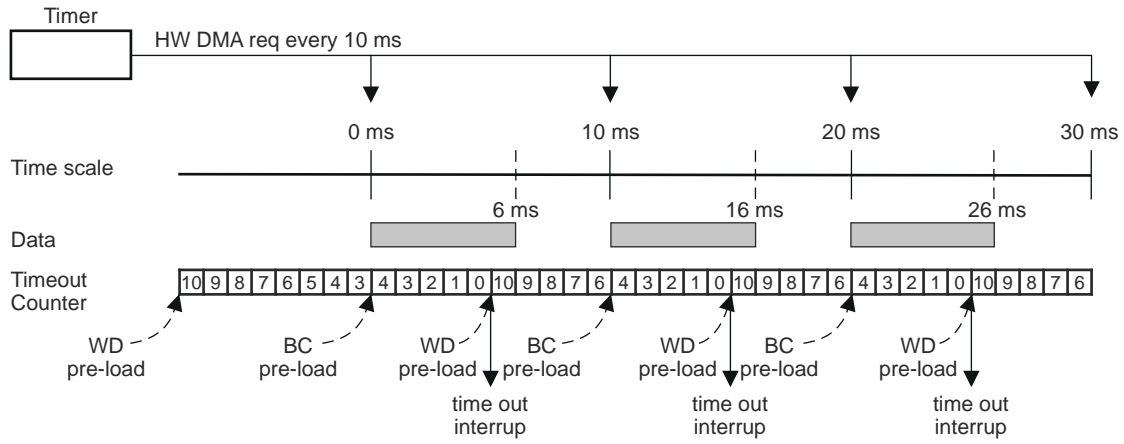 Timer
HW DMA req every 10 ms
0 ms 10 ms 20 ms 30 ms
Time scale
6 ms 16 ms 26 ms
Data
Timeout
Counter
10 9 8 7 6 5 4 3 4 3 2 1 0 10 9 8 7 6 4 3 2 1 0 10 9 8 7 6 4 3 2 1 0 10 9 8 7 6
WD
pre-load
BC
pre-load
WD
pre-load
BC
pre-load
WD
pre-load
BC
pre-load
WD
pre-load
time out
interrup
time out
interrup
time out
interrup